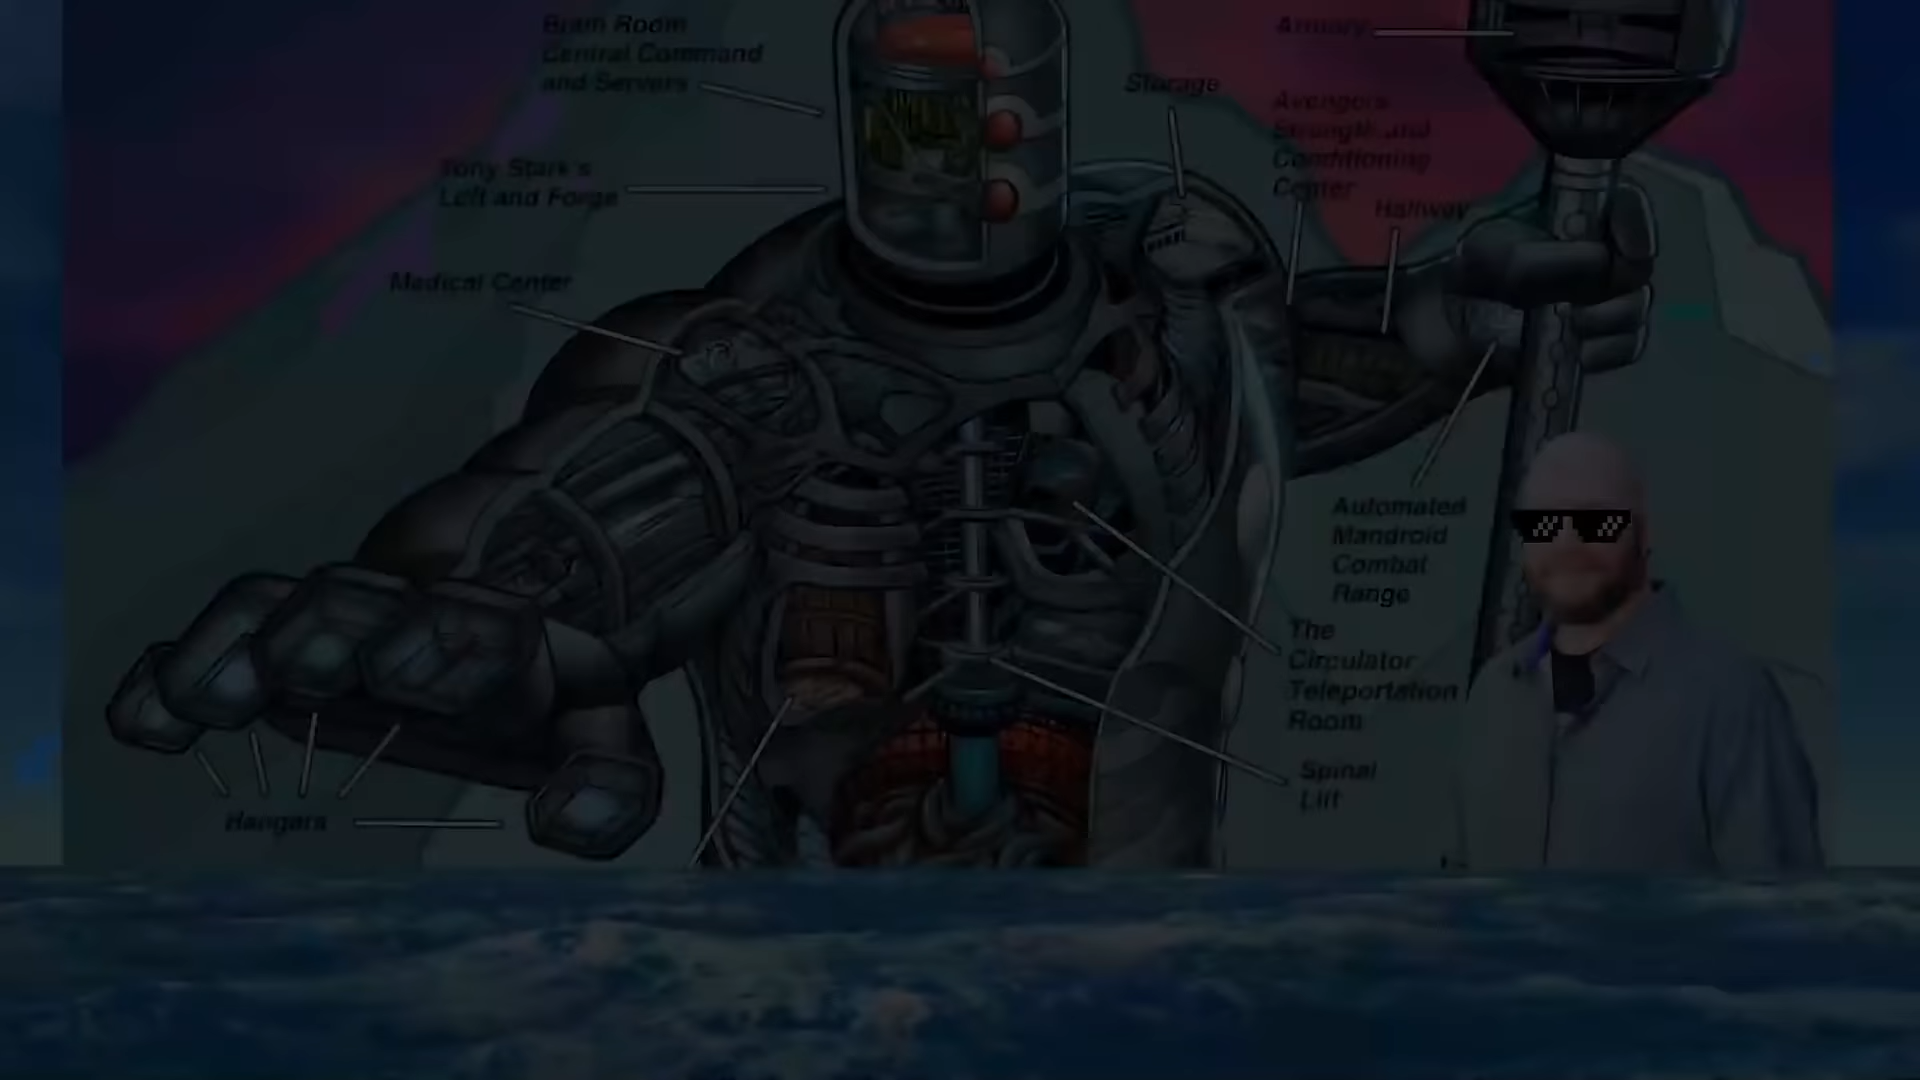 Brain Room
Central Command
and Servers
Armory
Storage
Avengers
Strength and
Conditioning
Center
Tony Stark's
Loft and Forge
Hallway
Medical Center
Automated
Mandroid
Combat
Range
The
Circulator
Teleportation
Room
Spinal
Lift
Hangars